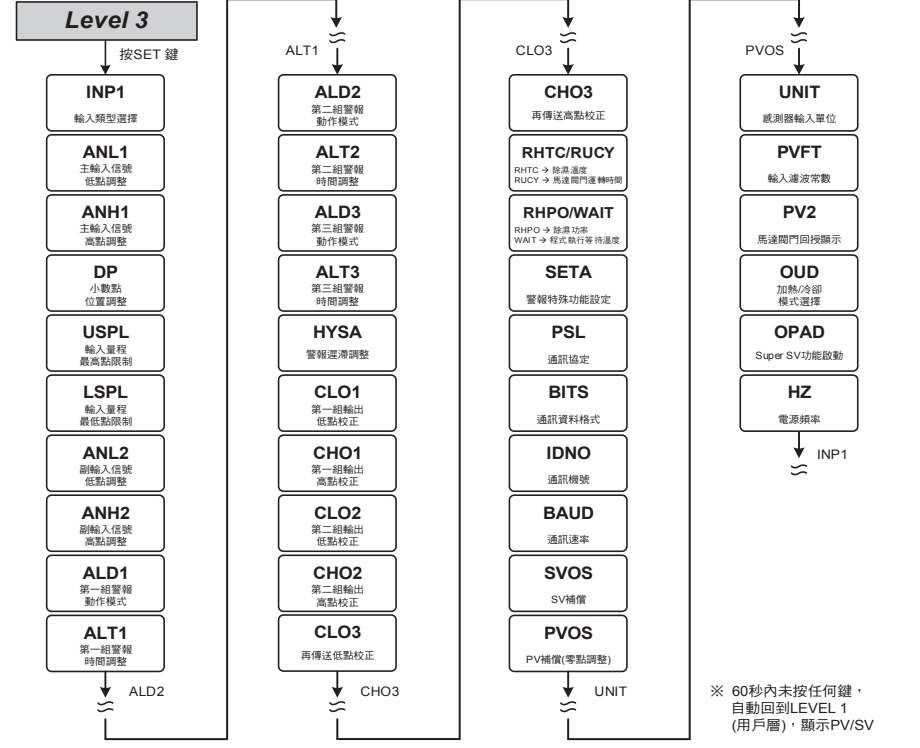 Level 3
按SET 鍵
INP1
輸入類型選擇
ANL1
主輸入信號
低點調整
ANH1
主輸入信號
高點調整
DP
小數點
位置調整
USPL
輸入量程
最高點限制
LSPL
輸入量程
最低點限制
ANL2
副輸入信號
低點調整
ANH2
副輸入信號
高點調整
ALD1
第一組警報
動作模式
ALT1
第一組警報
時間調整
ALD2
ALT1
ALD2
第二組警報
動作模式
ALT2
第二組警報
時間調整
ALD3
第三組警報
動作模式
ALT3
第三組警報
時間調整
HYSA
警報遲滯調整
CLO1
第一組輸出
低點校正
CHO1
第一組輸出
高點校正
CLO2
第二組輸出
低點校正
CHO2
第二組輸出
高點校正
CLO3
再傳送低點校正
CHO3
CLO3
CHO3
再傳送高點校正
RHTC/RUCY
RHTC → 除濕溫度
RUCY → 馬達閥門運轉時間
RHPO/WAIT
RHPO → 除濕功率
WAIT → 程式執行等待溫度
SETA
警報特殊功能設定
PSL
通訊協定
BITS
通訊資料格式
IDNO
通訊機號
BAUD
通訊速率
SVOS
SV補償
PVOS
PV補償(零點調整)
UNIT
PVOS
UNIT
感測器輸入單位
PVFT
輸入濾波常數
PV2
馬達閥門回授顯示
OUD
加熱/冷卻
模式選擇
OPAD
Super SV功能啟動
HZ
電源頻率
INP1
※ 60秒內未按任何鍵，
自動回到LEVEL 1
(用戶層)，顯示PV/SV